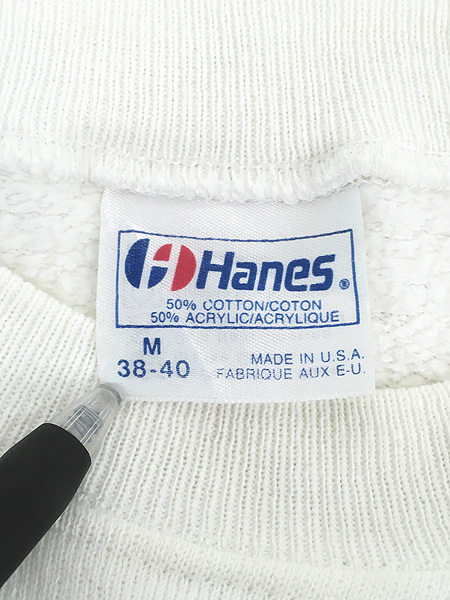 Hanes®
50% COTTON/COTON
50% ACRYLIC/ACRYLIQUE
M
38-40
MADE IN U.S.A.
FABRIQUE AUX E-U.